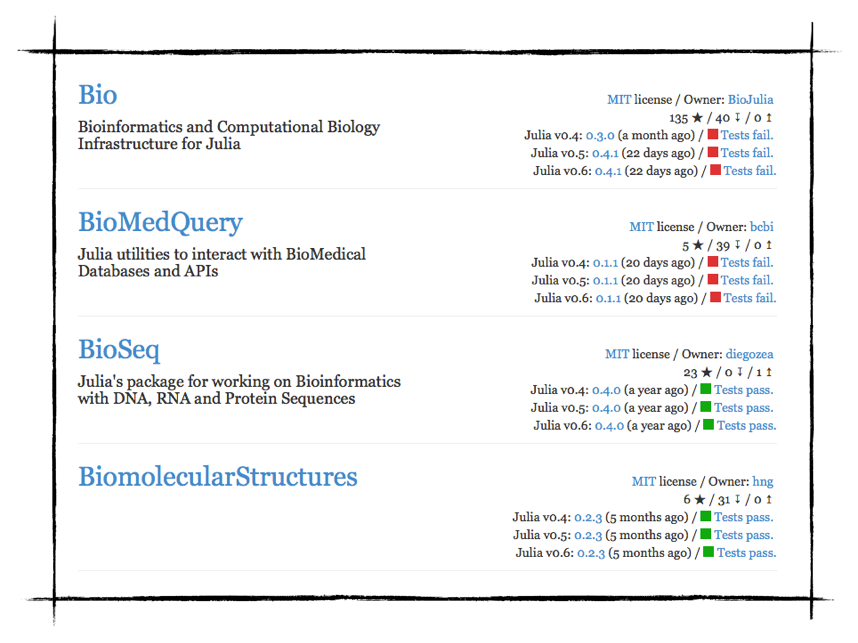 Bio
MIT license / Owner: BioJulia
135 ★ / 40 ↧ / 0 ↥
Bioinformatics and Computational Biology
Infrastructure for Julia
Julia v0.4: 0.3.0 (a month ago) / Tests fail.
Julia v0.5: 0.4.1 (22 days ago) / Tests fail.
Julia v0.6: 0.4.1 (22 days ago) / Tests fail.
BioMedQuery
MIT license / Owner: bcbi
5 ★ / 39 ↧ / 0 ↥
Julia utilities to interact with BioMedical
Databases and APIs
Julia v0.4: 0.1.1 (20 days ago) / Tests fail.
Julia v0.5: 0.1.1 (20 days ago) / Tests fail.
Julia v0.6: 0.1.1 (20 days ago) / Tests fail.
BioSeq
MIT license / Owner: diegozea
23 ★ / 0 ↧ / 1 ↥
Julia's package for working on Bioinformatics
with DNA, RNA and Protein Sequences
Julia v0.4: 0.4.0 (a year ago) / Tests pass.
Julia v0.5: 0.4.0 (a year ago) / Tests pass.
Julia v0.6: 0.4.0 (a year ago) / Tests pass.
BiomolecularStructures
MIT license / Owner: hng
6 ★ / 31 ↧ / 0 ↥
Julia v0.4: 0.2.3 (5 months ago) / Tests pass.
Julia v0.5: 0.2.3 (5 months ago) / Tests pass.
Julia v0.6: 0.2.3 (5 months ago) / Tests pass.